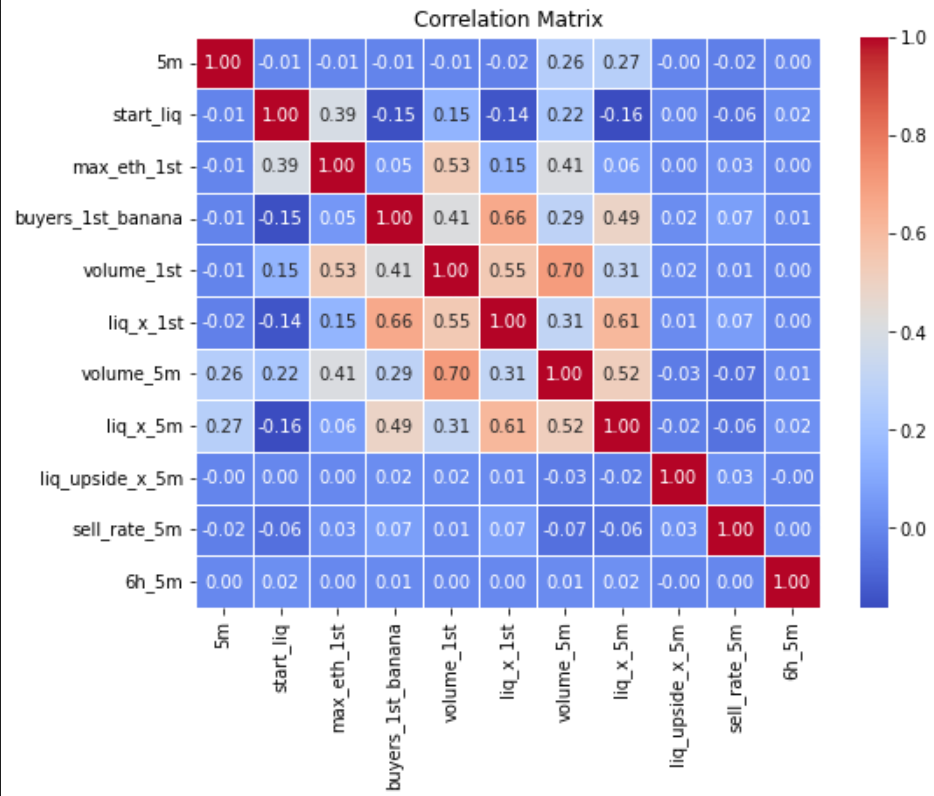 Correlation Matrix
5m 1.00 -0.01 -0.01 -0.01 -0.01 -0.02 0.26 0.27 -0.00 -0.02 0.00
start_liq -0.01 1.00 0.39 -0.15 0.15 -0.14 0.22 -0.16 0.00 -0.06 0.02
max_eth_1st -0.01 0.39 1.00 0.05 0.53 0.15 0.41 0.06 0.00 0.03 0.00
buyers_1st_banana -0.01 -0.15 0.05 1.00 0.41 0.66 0.29 0.49 0.02 0.07 0.01
volume_1st -0.01 0.15 0.53 0.41 1.00 0.55 0.70 0.31 0.02 0.01 0.00
liq_x_1st -0.02 -0.14 0.15 0.66 0.55 1.00 0.31 0.61 0.01 0.07 0.00
volume_5m 0.26 0.22 0.41 0.29 0.70 0.31 1.00 0.52 -0.03 -0.07 0.01
liq_x_5m 0.27 -0.16 0.06 0.49 0.31 0.61 0.52 1.00 -0.02 -0.06 0.02
liq_upside_x_5m -0.00 0.00 0.00 0.02 0.02 0.01 -0.03 -0.02 1.00 0.03 -0.00
sell_rate_5m -0.02 -0.06 0.03 0.07 0.01 0.07 -0.07 -0.06 0.03 1.00 0.00
6h_5m 0.00 0.02 0.00 0.01 0.00 0.00 0.01 0.02 -0.00 0.00 1.00
5m
start_liq
max_eth_1st
buyers_1st_banana
volume_1st
liq_x_1st
volume_5m
liq_x_5m
liq_upside_x_5m
sell_rate_5m
6h_5m
1.0
0.8
0.6
0.4
0.2
0.0